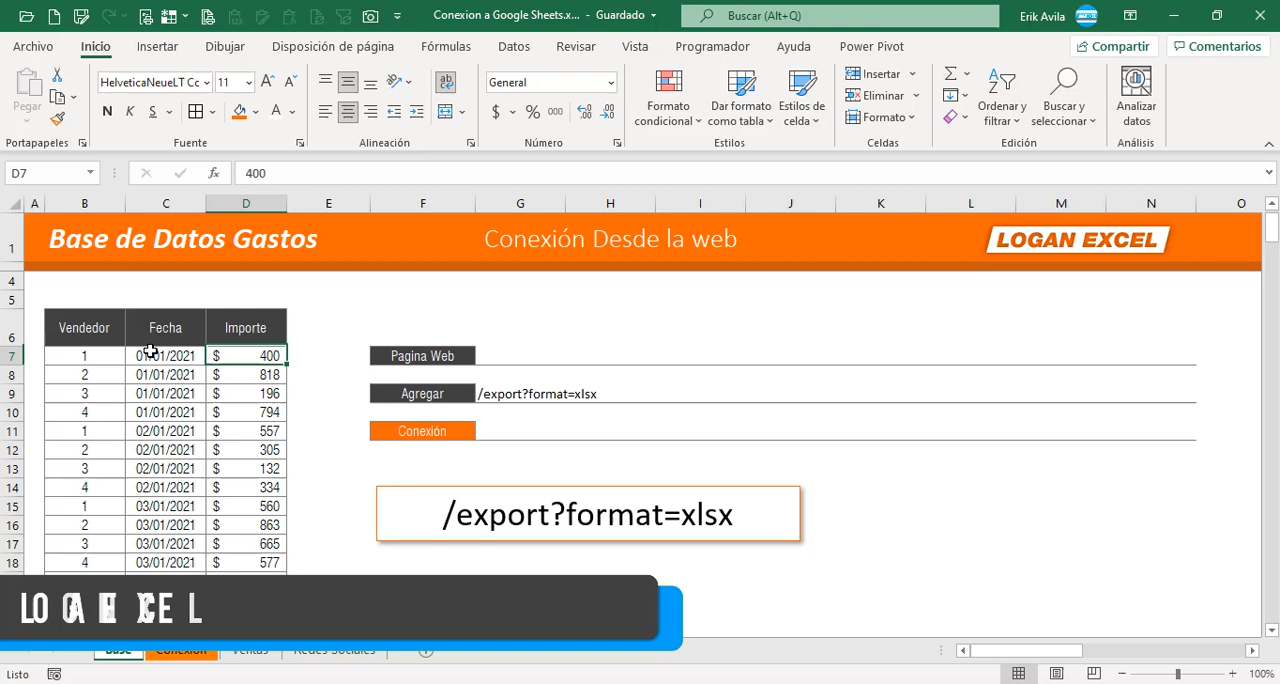 Conexion a Google Sheets.x... - Guardado
Buscar (Alt+Q)
Erik Avila
Archivo Inicio Insertar Dibujar Disposición de página Fórmulas Datos Revisar Vista Programador Ayuda Power Pivot Compartir Comentarios
Pegar
HelveticaNeueLT Cc 11
N K S A
General
$ % 000
Formato condicional
Dar formato como tabla
Estilos de celda
Insertar
Eliminar
Formato
Ordenar y filtrar
Buscar y seleccionar
Analizar datos
Portapapeles Fuente Alineación Número Estilos Celdas Edición Análisis
D7 fx 400
A B C D E F G H I J K L M N O
1 Base de Datos Gastos Conexión Desde la web LOGAN EXCEL
4
5
6 Vendedor Fecha Importe
7 1 01/01/2021 $ 400 Pagina Web
8 2 01/01/2021 $ 818
9 3 01/01/2021 $ 196 Agregar /export?format=xlsx
10 4 01/01/2021 $ 794
11 1 02/01/2021 $ 557 Conexión
12 2 02/01/2021 $ 305
13 3 02/01/2021 $ 132
14 4 02/01/2021 $ 334
15 1 03/01/2021 $ 560
16 2 03/01/2021 $ 863
17 3 03/01/2021 $ 665
18 4 03/01/2021 $ 577
/export?format=xlsx
LOGAN EXCEL
Base Conexión Ventas Redes Sociales
Listo
100%